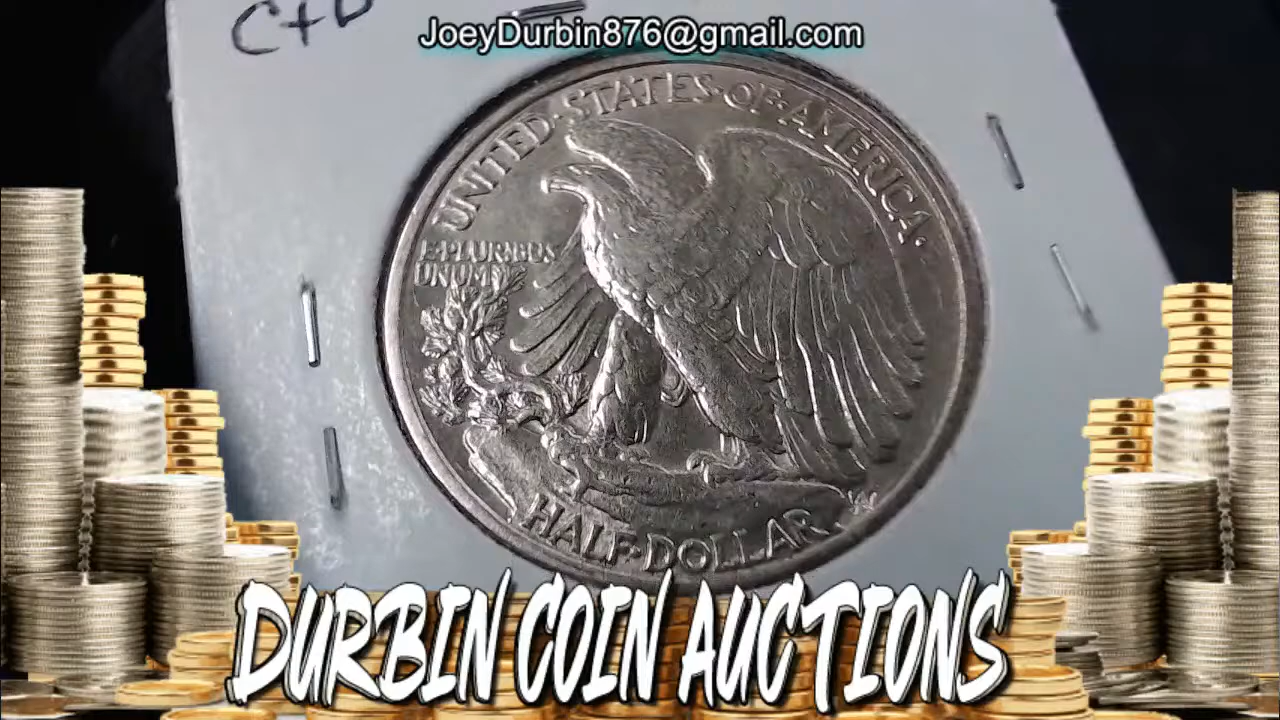 JoeyDurbin876@gmail.com
UNITED·STATES·OF·AMERICA·
E·PLURIBUS
UNUM
HALF·DOLLAR
DURBIN COIN AUCTIONS